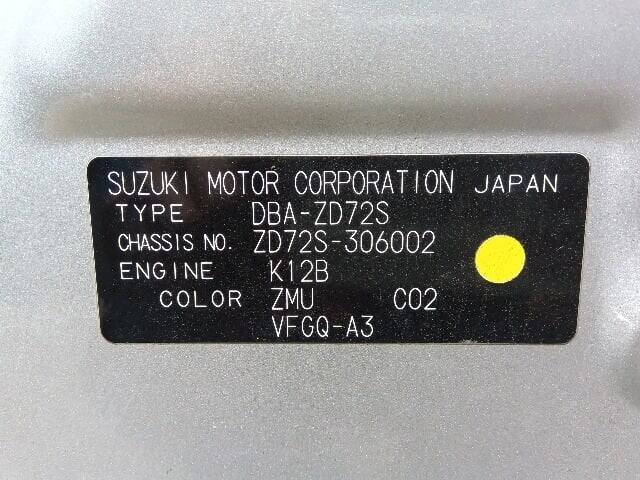 SUZUKI MOTOR CORPORATION JAPAN
TYPE DBA-ZD72S
CHASSIS NO. ZD72S-306002
ENGINE K12B
COLOR ZMU C02
VFGQ-A3